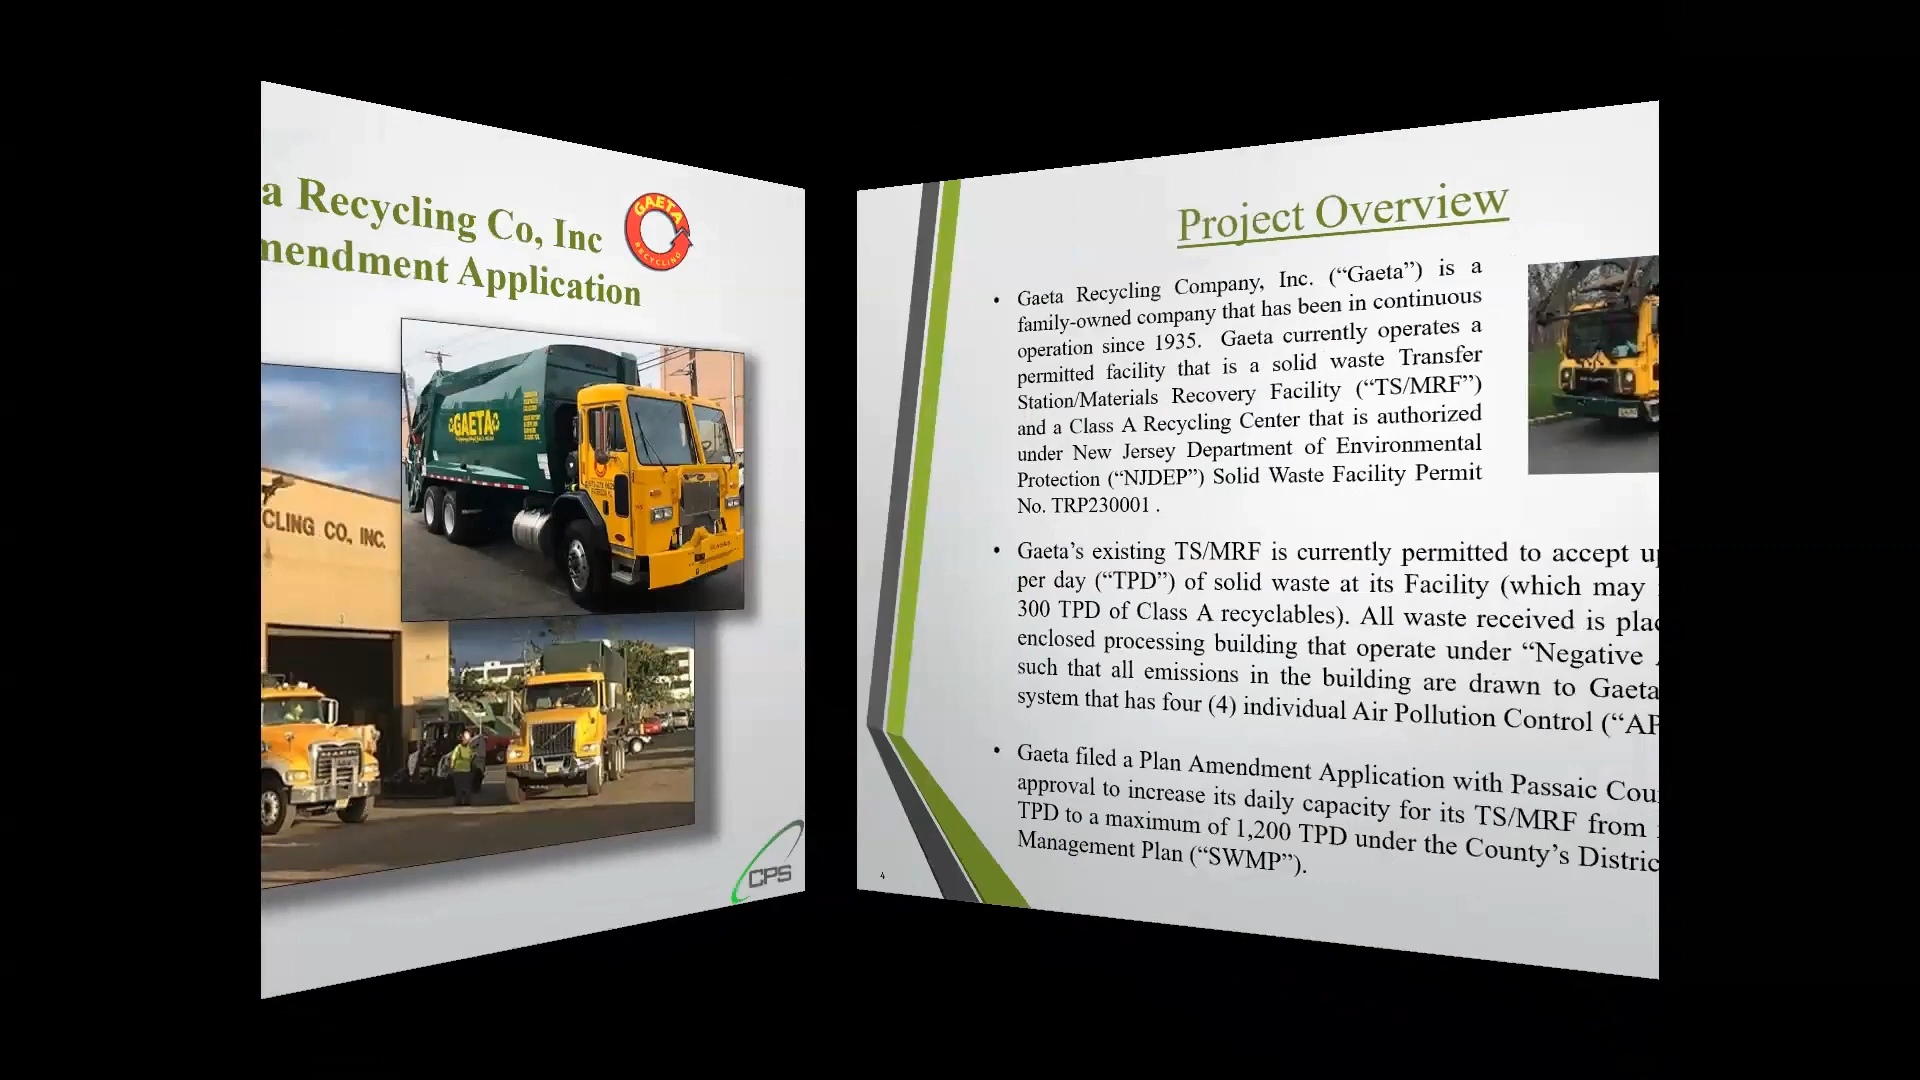 a Recycling Co, Inc
mendment Application
GAETA
RECYCLING
GAETA
CLING CO., INC.
3
MACK
CPS
Project Overview
• Gaeta Recycling Company, Inc. (“Gaeta”) is a
family-owned company that has been in continuous
operation since 1935. Gaeta currently operates a
permitted facility that is a solid waste Transfer
Station/Materials Recovery Facility (“TS/MRF”)
and a Class A Recycling Center that is authorized
under New Jersey Department of Environmental
Protection (“NJDEP”) Solid Waste Facility Permit
No. TRP230001 .
• Gaeta’s existing TS/MRF is currently permitted to accept up
per day (“TPD”) of solid waste at its Facility (which may
300 TPD of Class A recyclables). All waste received is plac
enclosed processing building that operate under “Negative
such that all emissions in the building are drawn to Gaeta
system that has four (4) individual Air Pollution Control (“AP
• Gaeta filed a Plan Amendment Application with Passaic Cou
approval to increase its daily capacity for its TS/MRF from
TPD to a maximum of 1,200 TPD under the County’s Distric
Management Plan (“SWMP”).
4